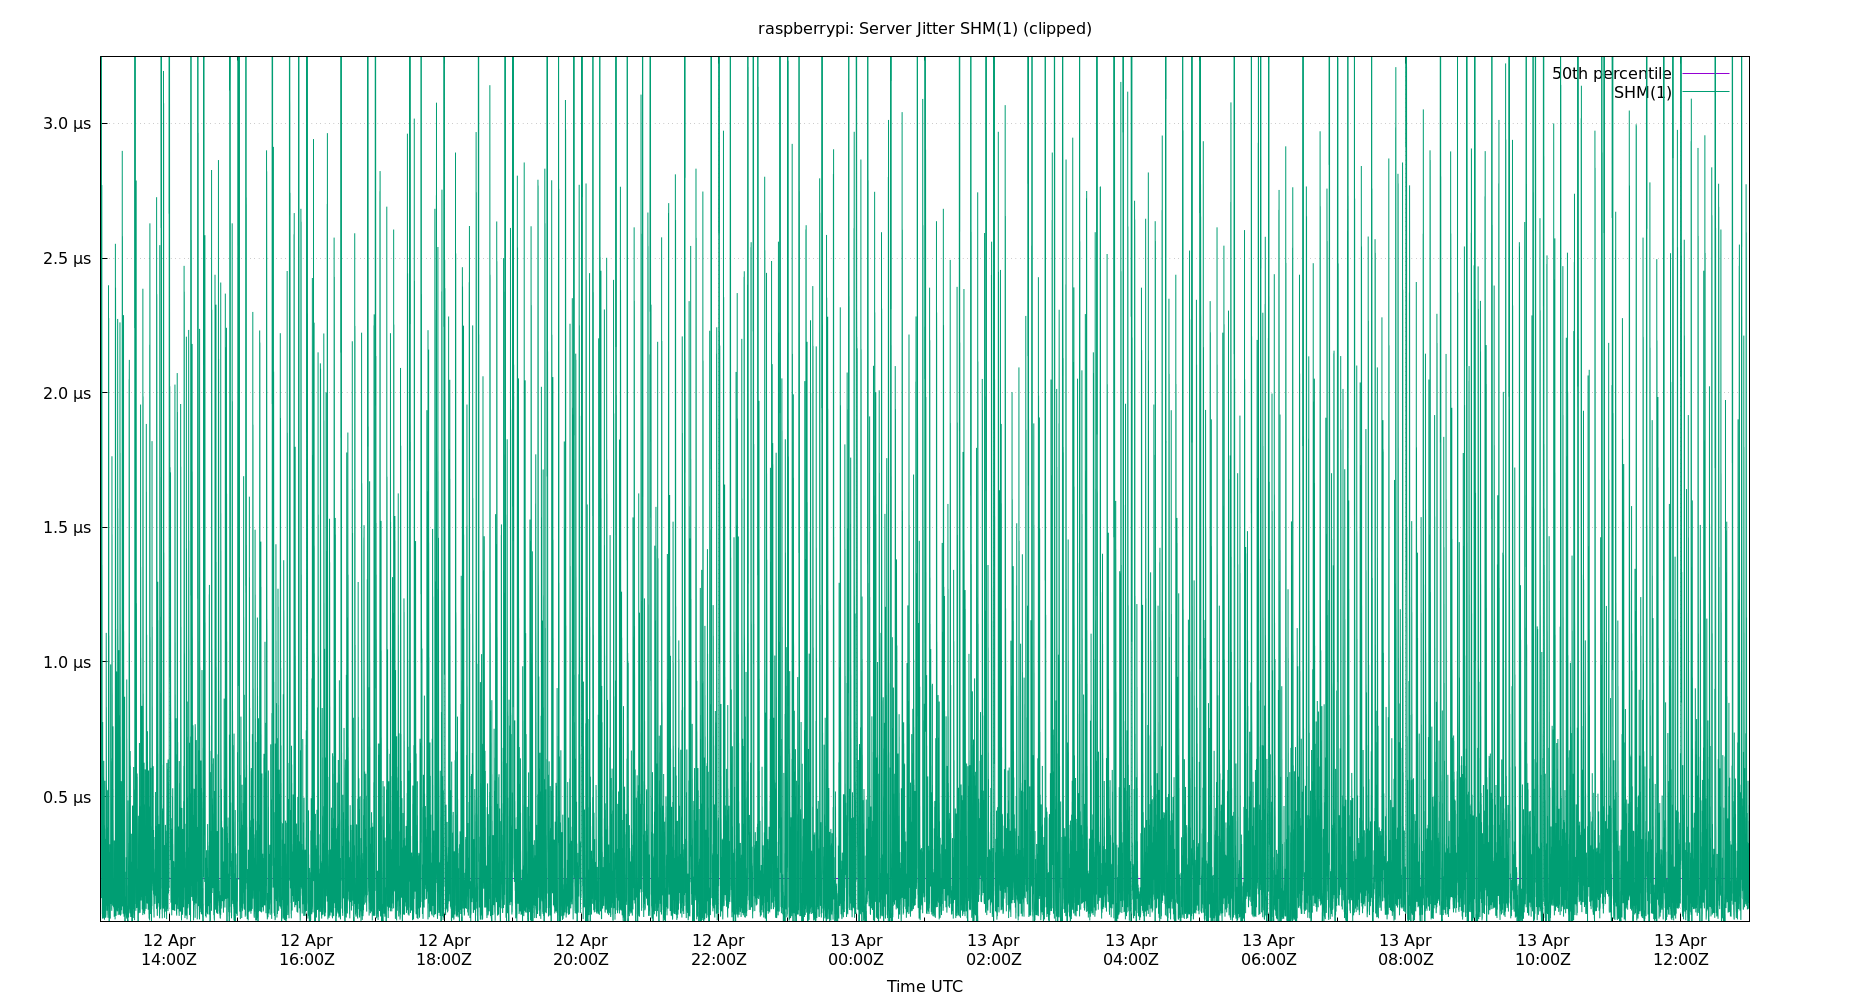 raspberrypi: Server Jitter SHM(1) (clipped)
50th percentile
SHM(1)
3.0 µs
2.5 µs
2.0 µs
1.5 µs
1.0 µs
0.5 µs
12 Apr 12 Apr 12 Apr 12 Apr 12 Apr 13 Apr 13 Apr 13 Apr 13 Apr 13 Apr 13 Apr 13 Apr
14:00Z 16:00Z 18:00Z 20:00Z 22:00Z 00:00Z 02:00Z 04:00Z 06:00Z 08:00Z 10:00Z 12:00Z
Time UTC